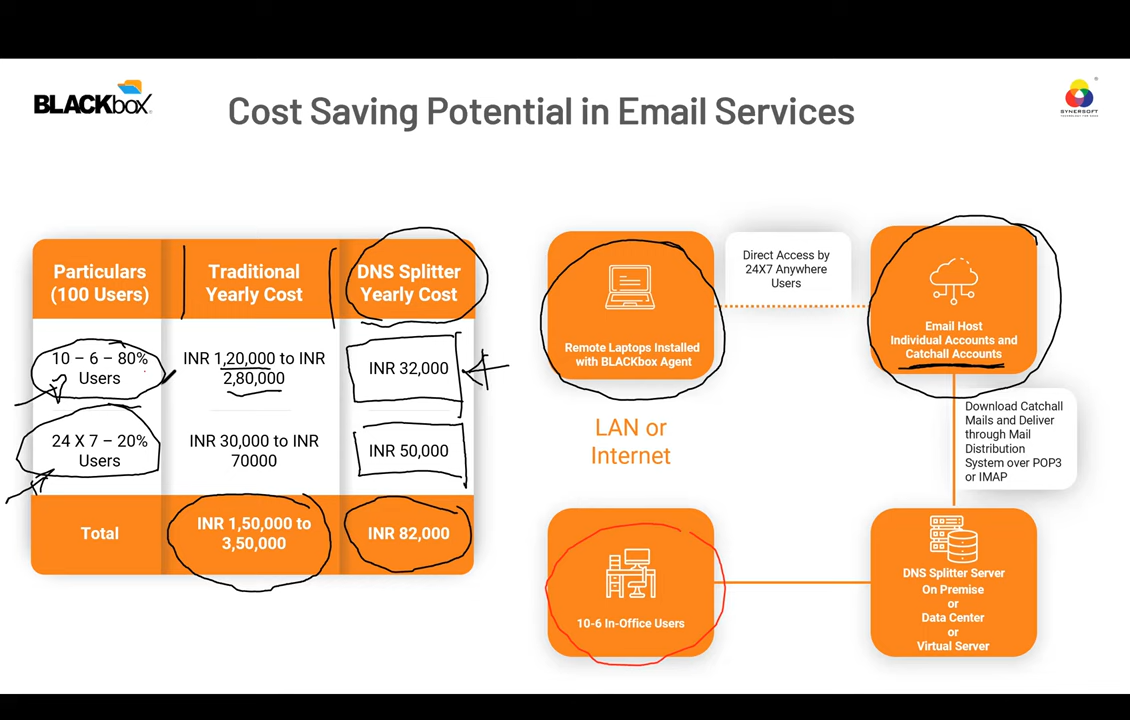 BLACKbox
Cost Saving Potential in Email Services
SYNERSOFT
Particulars
(100 Users)
Traditional
Yearly Cost
DNS Splitter
Yearly Cost
10 – 6 – 80%
Users
INR 1,20,000 to INR
2,80,000
INR 32,000
24 X 7 – 20%
Users
INR 30,000 to INR
70000
INR 50,000
Total
INR 1,50,000 to
3,50,000
INR 82,000
Remote Laptops Installed
with BLACKbox Agent
Direct Access by
24X7 Anywhere
Users
Email Host
Individual Accounts and
Catchall Accounts
LAN or
Internet
Download Catchall
Mails and Deliver
through Mail
Distribution
System over POP3
or IMAP
10-6 In-Office Users
DNS Splitter Server
On Premise
or
Data Center
or
Virtual Server